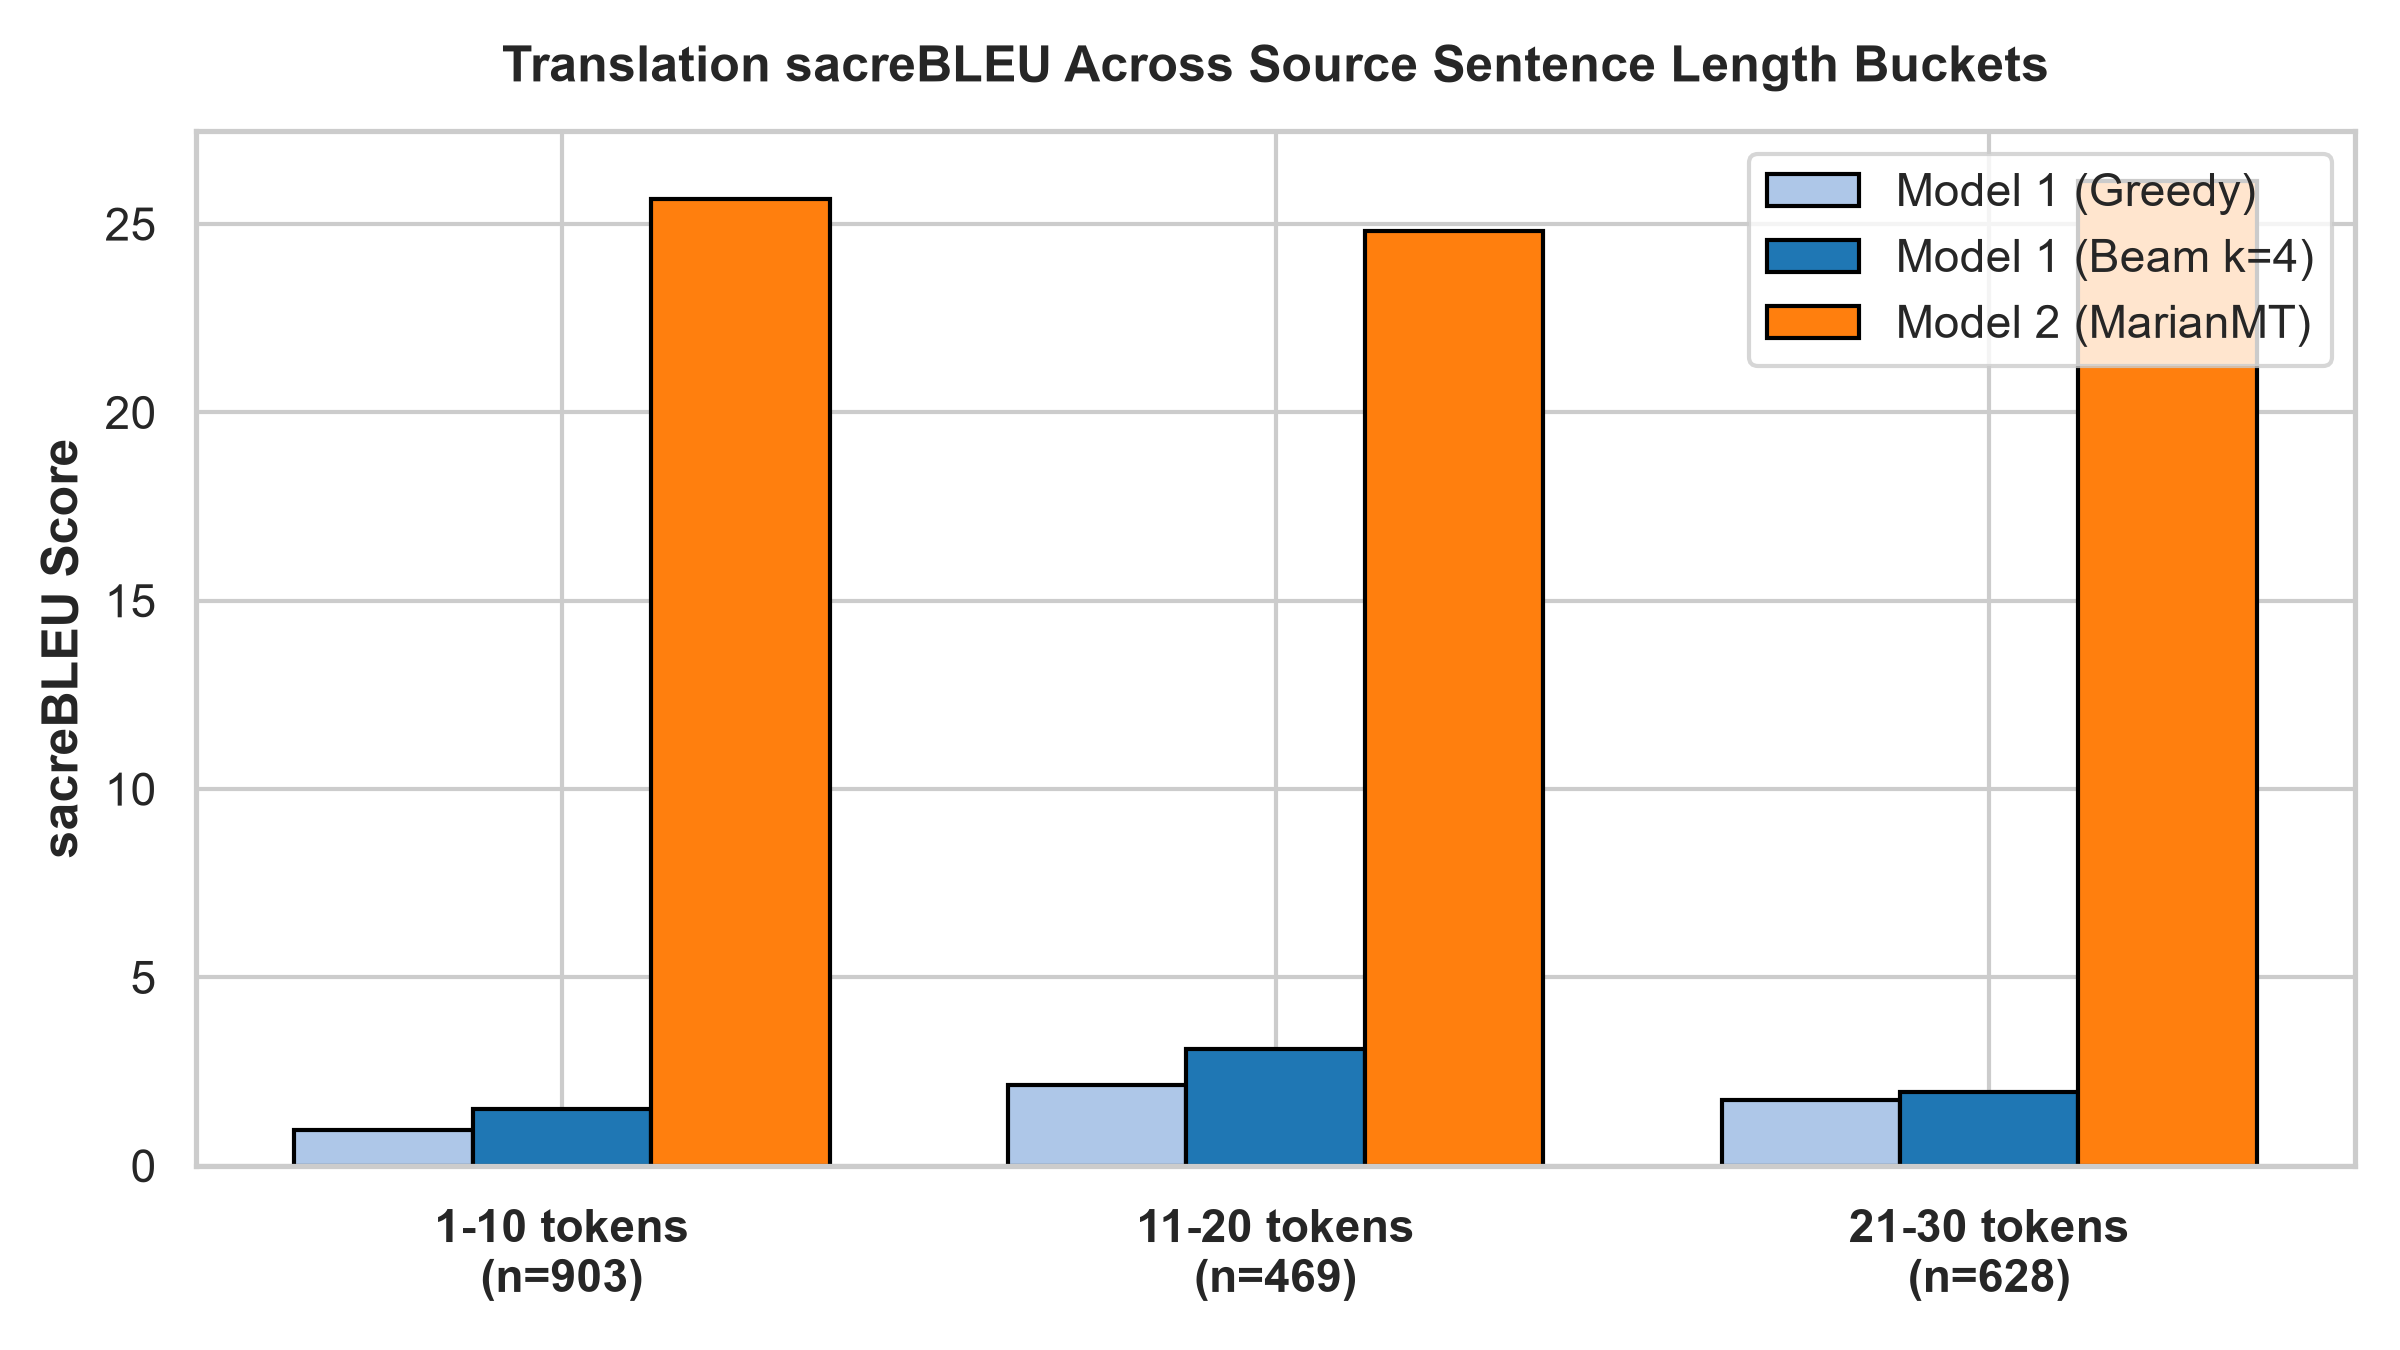 Translation sacreBLEU Across Source Sentence Length Buckets
sacreBLEU Score
25
20
15
10
5
0
Model 1 (Greedy)
Model 1 (Beam k=4)
Model 2 (MarianMT)
1-10 tokens
(n=903)
11-20 tokens
(n=469)
21-30 tokens
(n=628)